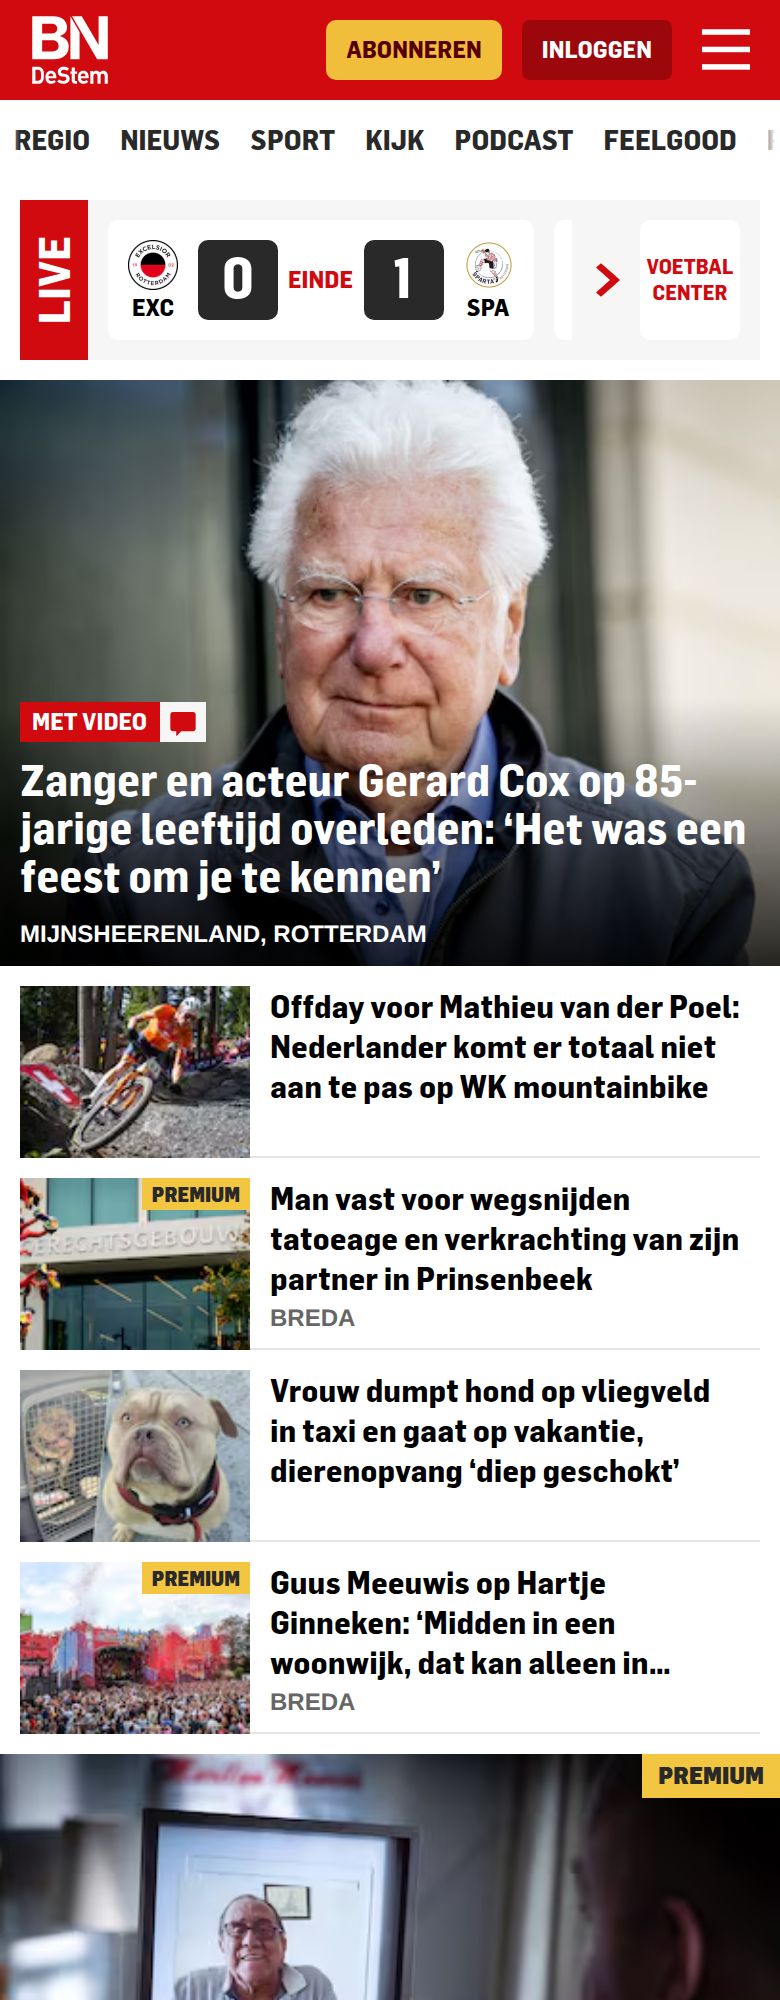 BN
DeStem
ABONNEREN
INLOGGEN
REGIO NIEUWS SPORT KIJK PODCAST FEELGOOD
LIVE
EXCELSIOR
ROTTERDAM
EXC
0
EINDE
1
SPARTA
SPA
VOETBAL
CENTER
MET VIDEO
Zanger en acteur Gerard Cox op 85-
jarige leeftijd overleden: ‘Het was een
feest om je te kennen’
MIJNSHEERENLAND, ROTTERDAM
Offday voor Mathieu van der Poel:
Nederlander komt er totaal niet
aan te pas op WK mountainbike
PREMIUM
ERECHTSGEBOUW
Man vast voor wegsnijden
tatoeage en verkrachting van zijn
partner in Prinsenbeek
BREDA
Vrouw dumpt hond op vliegveld
in taxi en gaat op vakantie,
dierenopvang ‘diep geschokt’
PREMIUM
Guus Meeuwis op Hartje
Ginneken: ‘Midden in een
woonwijk, dat kan alleen in...
BREDA
PREMIUM